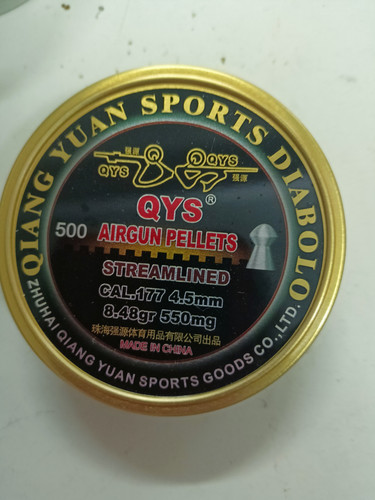 QIANG YUAN SPORTS DIABOLO
强源
QYS
QYS
强源
QYS®
500 AIRGUN PELLETS
STREAMLINED
CAL.177 4.5mm
8.48gr 550mg
珠海强源体育用品有限公司出品
MADE IN CHINA
ZHUHAI QIANG YUAN SPORTS GOODS CO.,LTD.